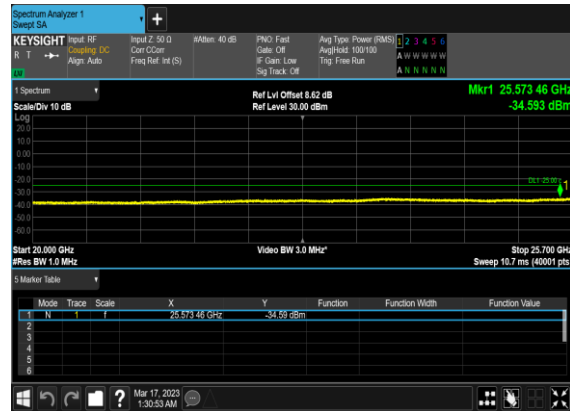 Spectrum Analyzer 1
Swept SA
+
KEYSIGHT Input: RF Input Z: 50 Ω #Atten: 40 dB PNO: Fast Avg Type: Power (RMS) 1 2 3 4 5 6
R T Coupling: DC Corr CCorr Gate: Off Avg|Hold: 100/100 A W W W W W
Align: Auto Freq Ref: Int (S) IF Gain: Low Trig: Free Run
LW Sig Track: Off A N N N N N
1 Spectrum Ref Lvl Offset 8.62 dB Mkr1 25.573 46 GHz
Scale/Div 10 dB Ref Level 30.00 dBm -34.593 dBm
Log
20.0
10.0
0.00
-10.0
-20.0
DL1 -25.00
1
-30.0
-40.0
-50.0
-60.0
Start 20.000 GHz Video BW 3.0 MHz* Stop 25.700 GHz
#Res BW 1.0 MHz Sweep 10.7 ms (40001 pts
5 Marker Table
Mode Trace Scale X Y Function Function Width Function Value
1 N 1 f 25.573 46 GHz -34.59 dBm
2
3
4
5
6
? Mar 17, 2023
1:30:53 AM